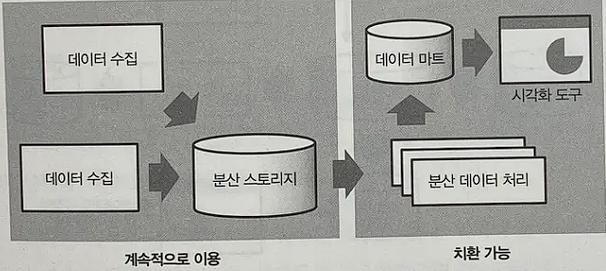 데이터 수집
데이터 마트
시각화 도구
데이터 수집
분산 스토리지
분산 데이터 처리
계속적으로 이용
치환 가능